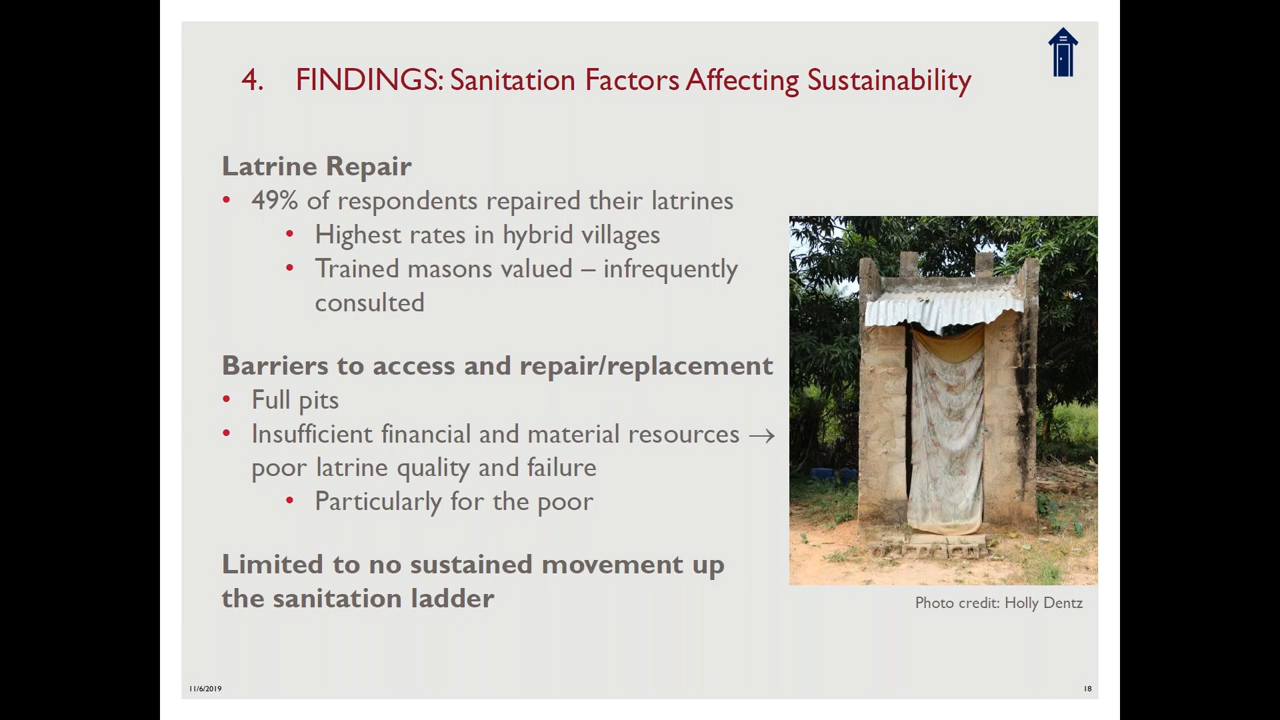 4. FINDINGS: Sanitation Factors Affecting Sustainability
Latrine Repair
• 49% of respondents repaired their latrines
• Highest rates in hybrid villages
• Trained masons valued – infrequently
consulted
Barriers to access and repair/replacement
• Full pits
• Insufficient financial and material resources →
poor latrine quality and failure
• Particularly for the poor
Limited to no sustained movement up
the sanitation ladder
Photo credit: Holly Dentz
11/6/2019
18